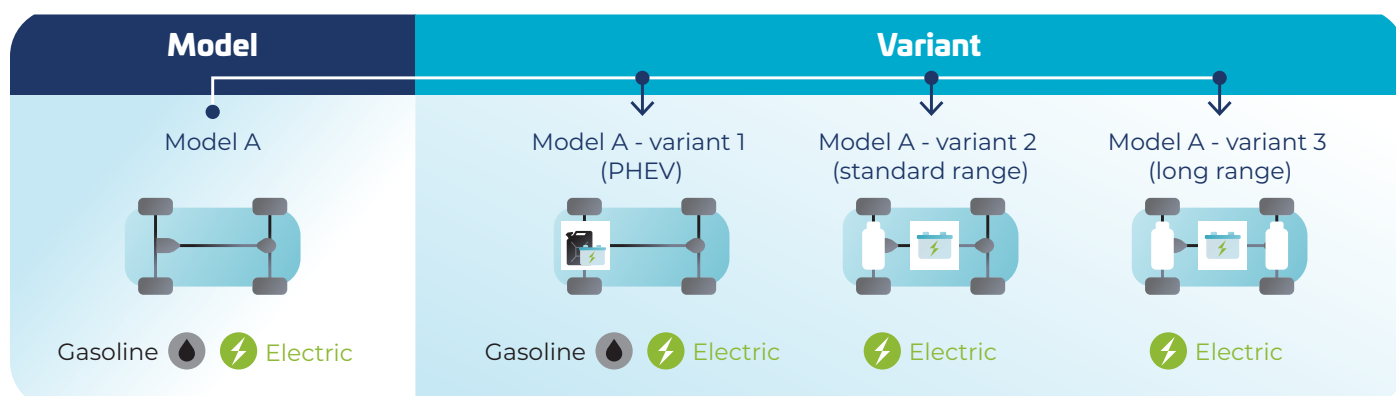 Model
Variant
Model A
Model A - variant 1
(PHEV)
Model A - variant 2
(standard range)
Model A - variant 3
(long range)
Gasoline Electric
Gasoline Electric
Electric
Electric